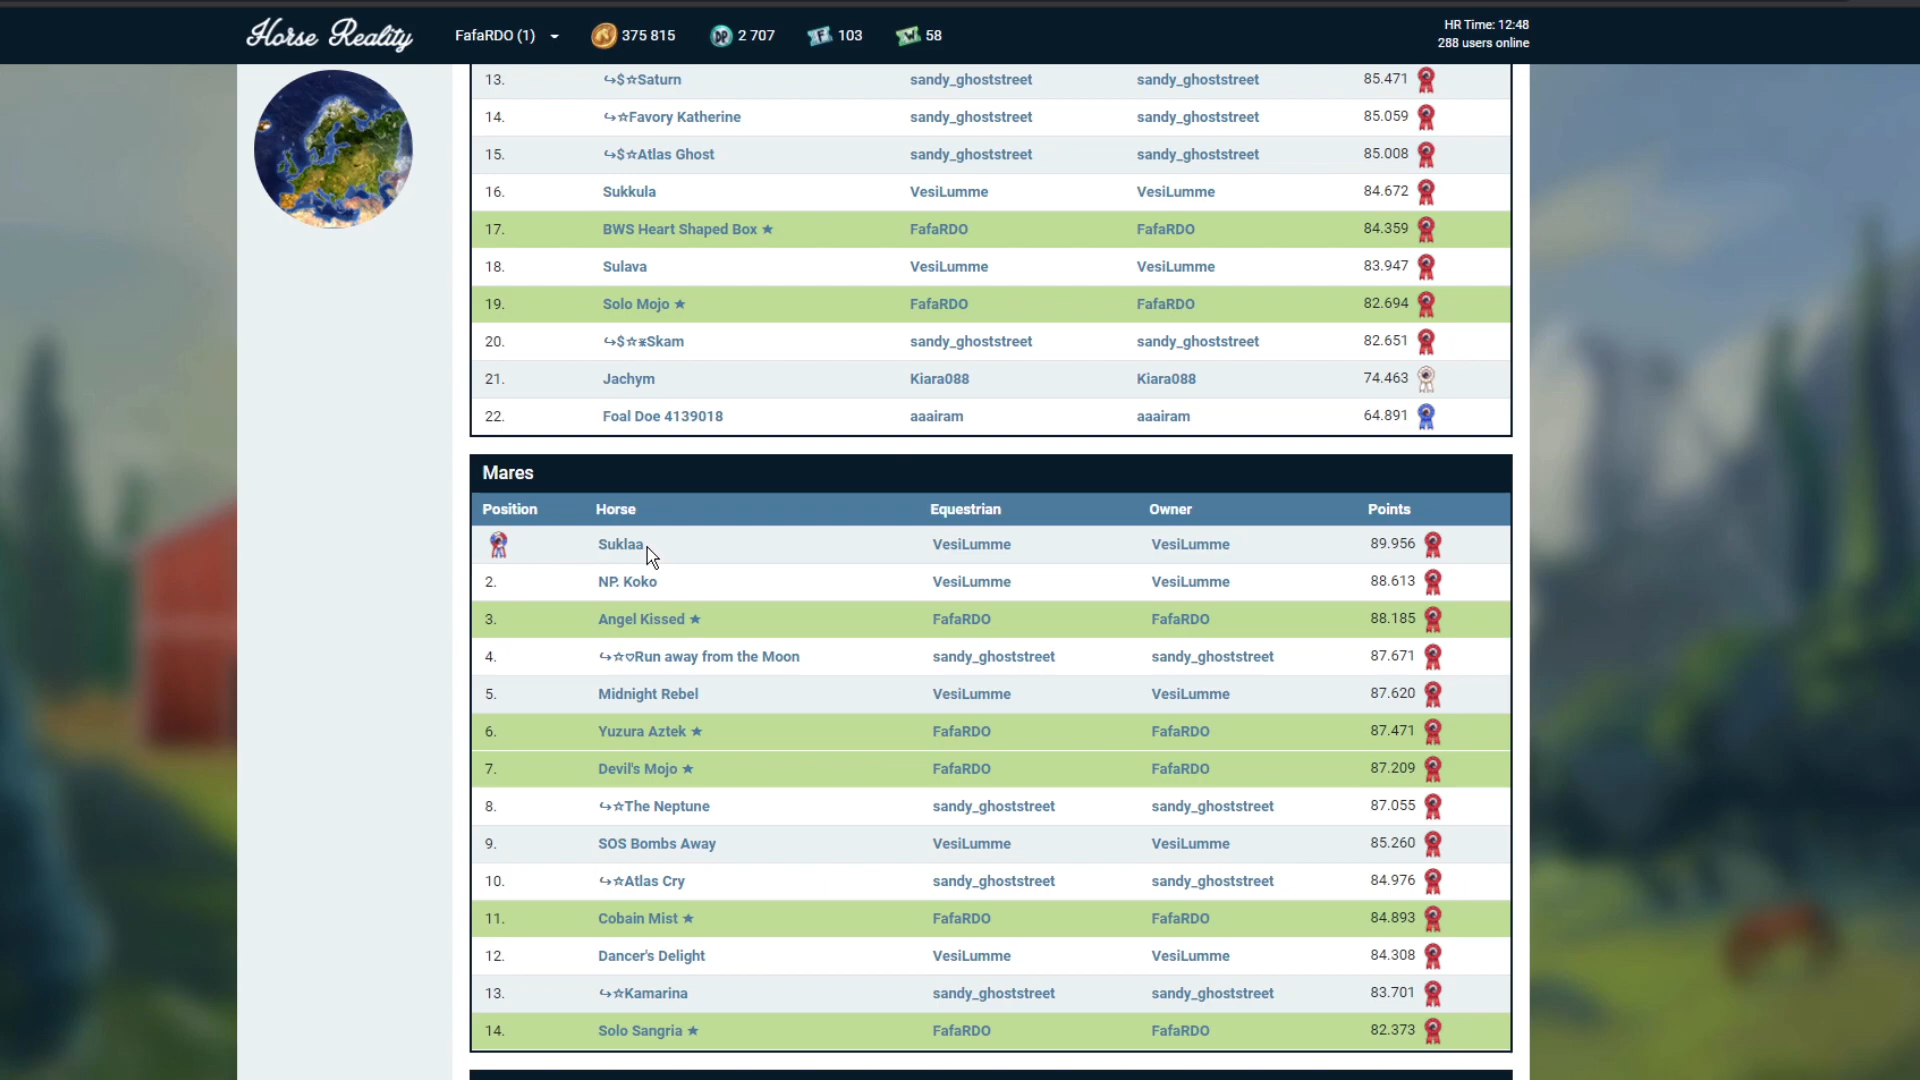 Horse Reality FafaRDO (1) 375 815 DP 2 707 F 103 58 HR Time: 12:48
288 users online
13. ↪$☆Saturn sandy_ghoststreet sandy_ghoststreet 85.471
14. ↪☆Favory Katherine sandy_ghoststreet sandy_ghoststreet 85.059
15. ↪$☆Atlas Ghost sandy_ghoststreet sandy_ghoststreet 85.008
16. Sukkula VesiLumme VesiLumme 84.672
17. BWS Heart Shaped Box ★ FafaRDO FafaRDO 84.359
18. Sulava VesiLumme VesiLumme 83.947
19. Solo Mojo ★ FafaRDO FafaRDO 82.694
20. ↪$☆⁎Skam sandy_ghoststreet sandy_ghoststreet 82.651
21. Jachym Kiara088 Kiara088 74.463
22. Foal Doe 4139018 aaairam aaairam 64.891
Mares
Position Horse Equestrian Owner Points
Suklaa VesiLumme VesiLumme 89.956
2. NP. Koko VesiLumme VesiLumme 88.613
3. Angel Kissed ★ FafaRDO FafaRDO 88.185
4. ↪☆♡Run away from the Moon sandy_ghoststreet sandy_ghoststreet 87.671
5. Midnight Rebel VesiLumme VesiLumme 87.620
6. Yuzura Aztek ★ FafaRDO FafaRDO 87.471
7. Devil's Mojo ★ FafaRDO FafaRDO 87.209
8. ↪☆The Neptune sandy_ghoststreet sandy_ghoststreet 87.055
9. SOS Bombs Away VesiLumme VesiLumme 85.260
10. ↪☆Atlas Cry sandy_ghoststreet sandy_ghoststreet 84.976
11. Cobain Mist ★ FafaRDO FafaRDO 84.893
12. Dancer's Delight VesiLumme VesiLumme 84.308
13. ↪☆Kamarina sandy_ghoststreet sandy_ghoststreet 83.701
14. Solo Sangria ★ FafaRDO FafaRDO 82.373